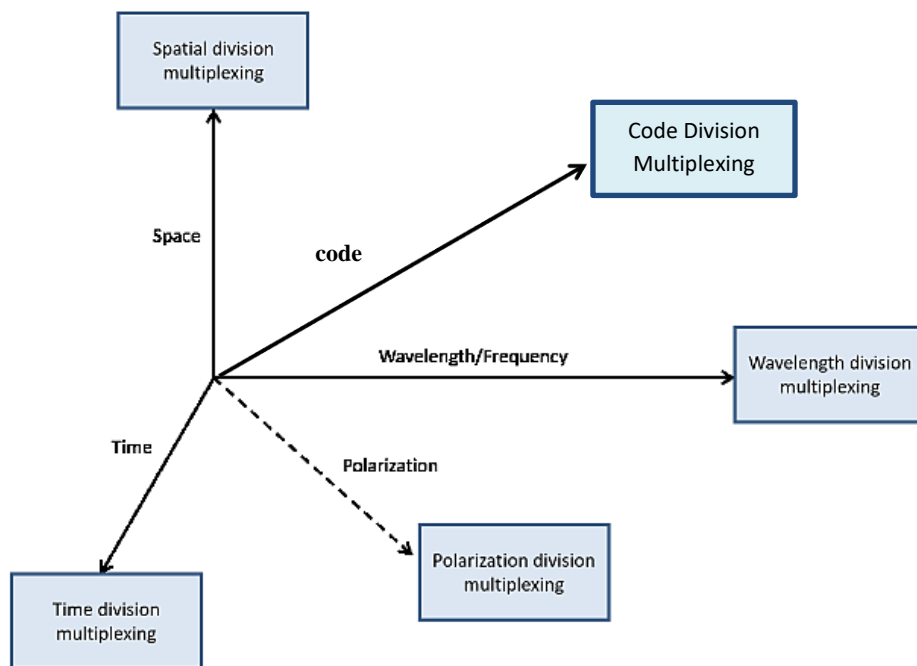 Spatial division
multiplexing
Code Division
Multiplexing
Space
code
Wavelength/Frequency
Wavelength division
multiplexing
Time
Polarization
Polarization division
multiplexing
Time division
multiplexing